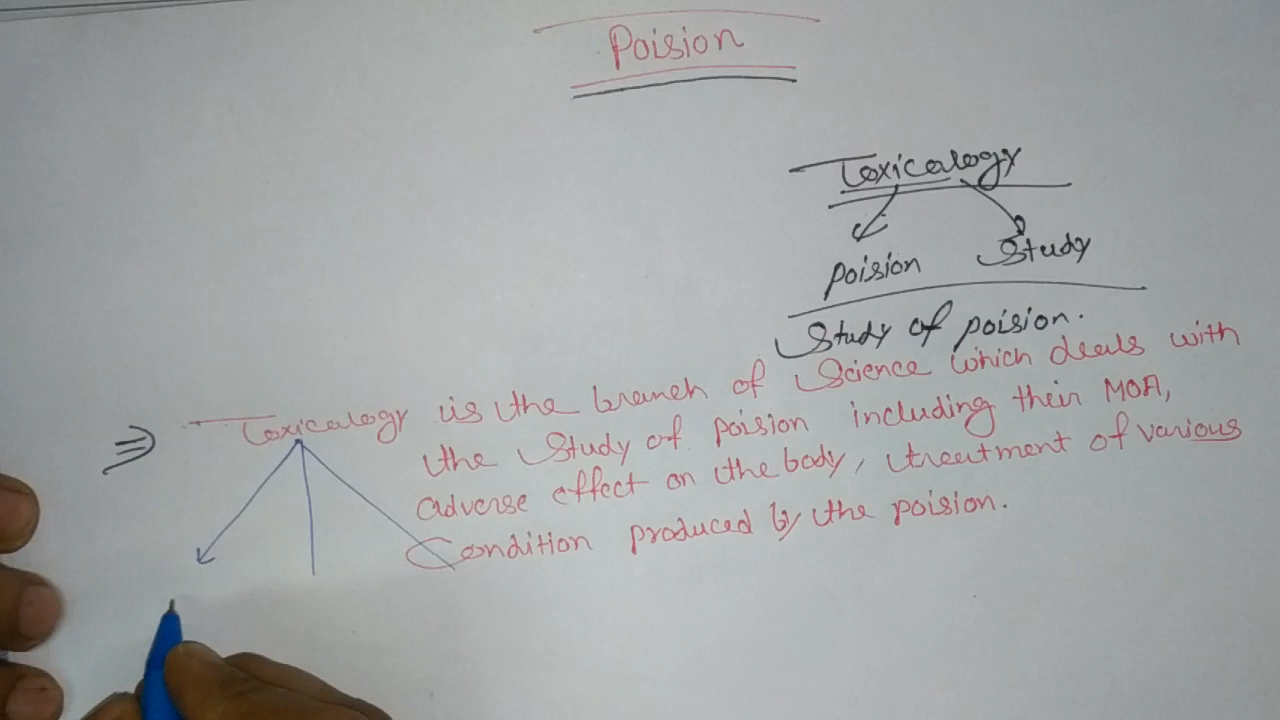 Poision
Toxicalogy
poision Study
Study of poision.
⇒ Toxicalogy is the branch of Science which deals with
the Study of poision including their MOA,
adverse effect on the body, treatment of various
Condition produced by the poision.